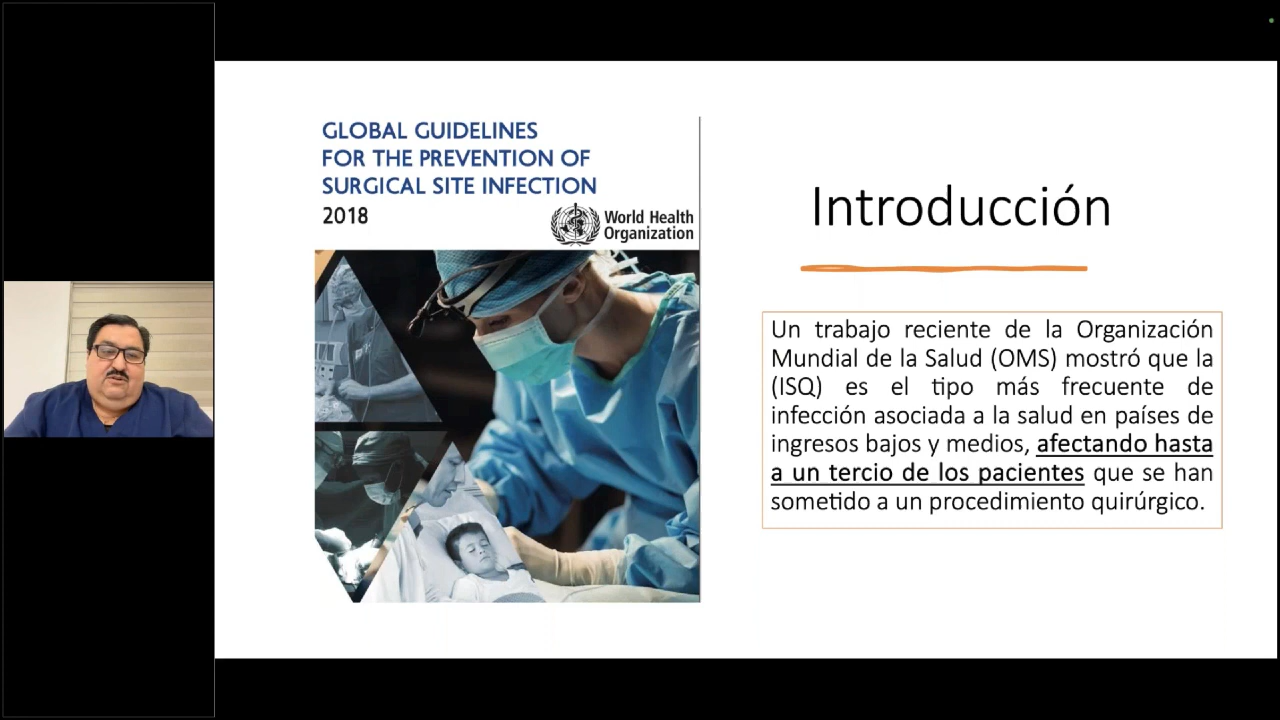 GLOBAL GUIDELINES
FOR THE PREVENTION OF
SURGICAL SITE INFECTION
2018
World Health
Organization
Introducción
Un trabajo reciente de la Organización
Mundial de la Salud (OMS) mostró que la
(ISQ) es el tipo más frecuente de
infección asociada a la salud en países de
ingresos bajos y medios, afectando hasta
a un tercio de los pacientes que se han
sometido a un procedimiento quirúrgico.